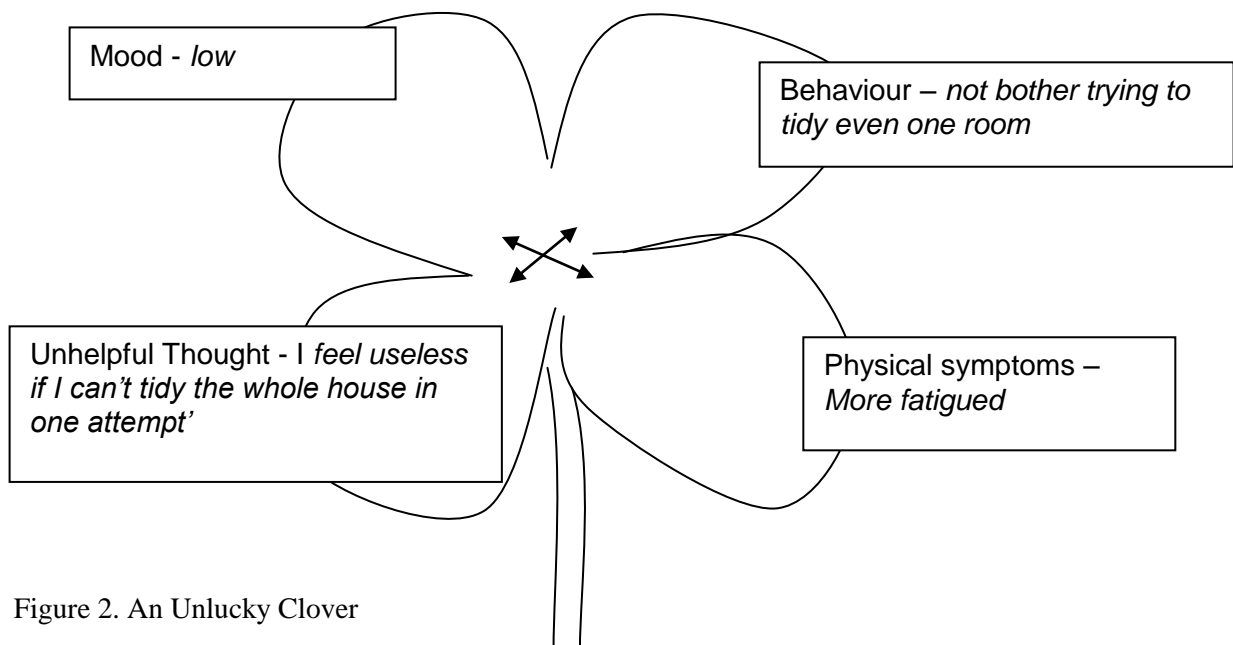 Mood - low
Behaviour – not bother trying to
tidy even one room
Unhelpful Thought - I feel useless
if I can’t tidy the whole house in
one attempt’
Physical symptoms –
More fatigued
Figure 2. An Unlucky Clover